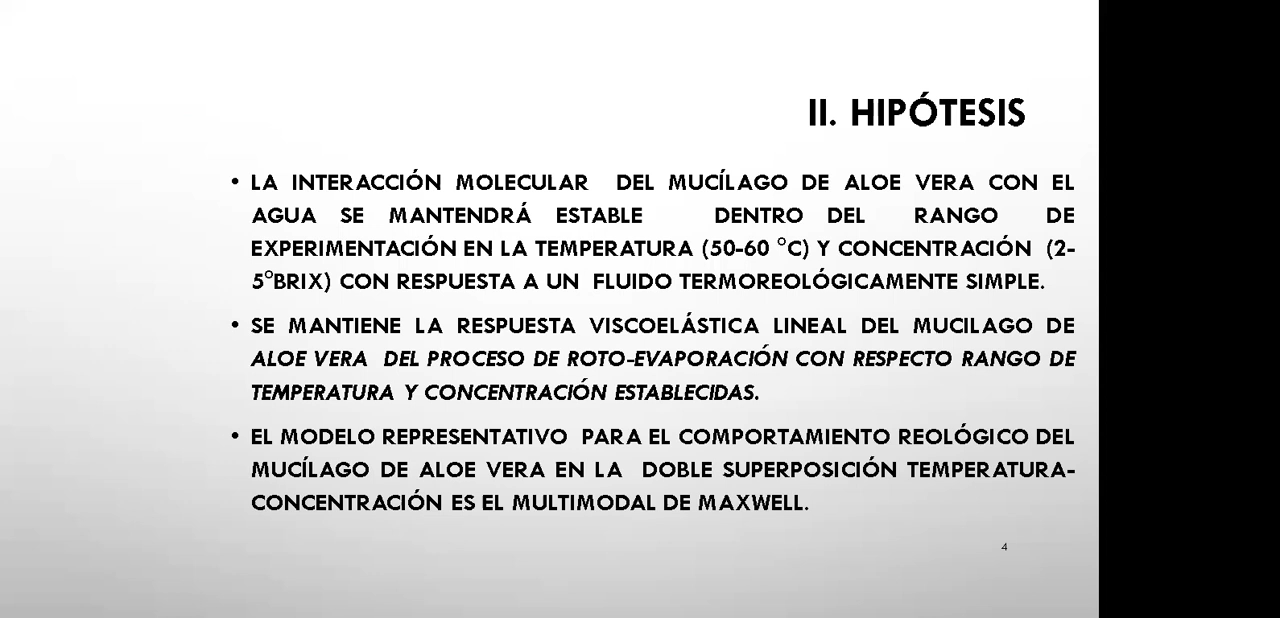 II. HIPÓTESIS
• LA INTERACCIÓN MOLECULAR DEL MUCÍLAGO DE ALOE VERA CON EL
AGUA SE MANTENDRÁ ESTABLE DENTRO DEL RANGO DE
EXPERIMENTACIÓN EN LA TEMPERATURA (50-60 °C) Y CONCENTRACIÓN (2-
5°BRIX) CON RESPUESTA A UN FLUIDO TERMOREOLÓGICAMENTE SIMPLE.
• SE MANTIENE LA RESPUESTA VISCOELÁSTICA LINEAL DEL MUCILAGO DE
ALOE VERA DEL PROCESO DE ROTO-EVAPORACIÓN CON RESPECTO RANGO DE
TEMPERATURA Y CONCENTRACIÓN ESTABLECIDAS.
• EL MODELO REPRESENTATIVO PARA EL COMPORTAMIENTO REOLÓGICO DEL
MUCÍLAGO DE ALOE VERA EN LA DOBLE SUPERPOSICIÓN TEMPERATURA-
CONCENTRACIÓN ES EL MULTIMODAL DE MAXWELL.
4